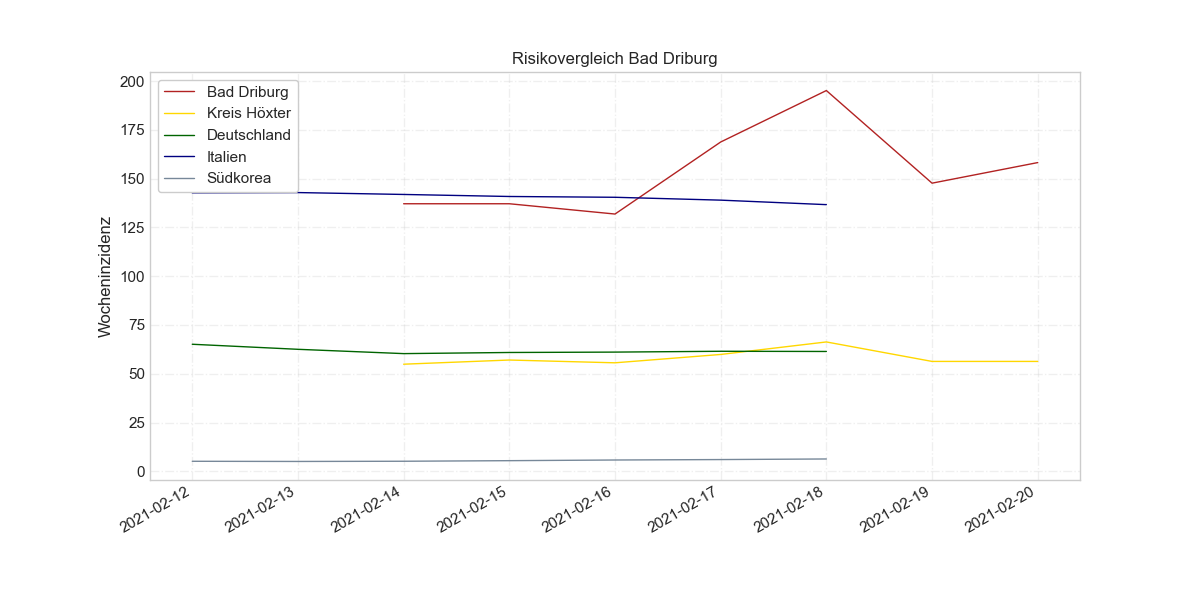 Risikovergleich Bad Driburg
Wocheninzidenz
200
175
150
125
100
75
50
25
0
Bad Driburg
Kreis Höxter
Deutschland
Italien
Südkorea
2021-02-12
2021-02-13
2021-02-14
2021-02-15
2021-02-16
2021-02-17
2021-02-18
2021-02-19
2021-02-20